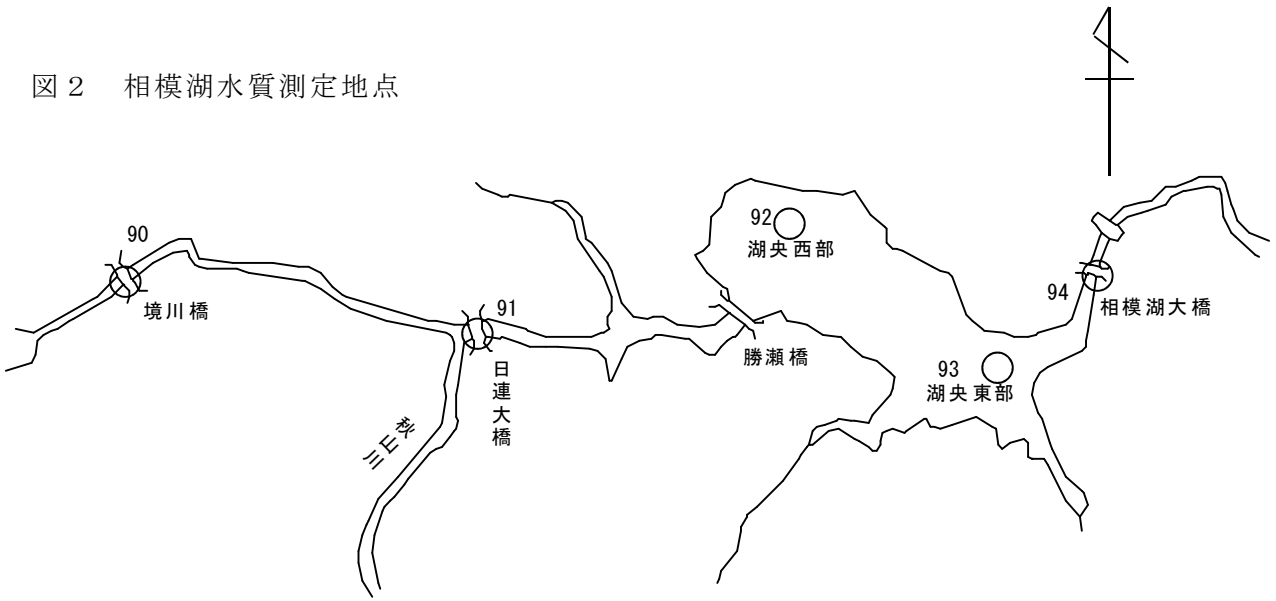 図２　相模湖水質測定地点
90
境川橋
91
日連大橋
秋山川
92
湖央西部
勝瀬橋
93
湖央東部
94
相模湖大橋